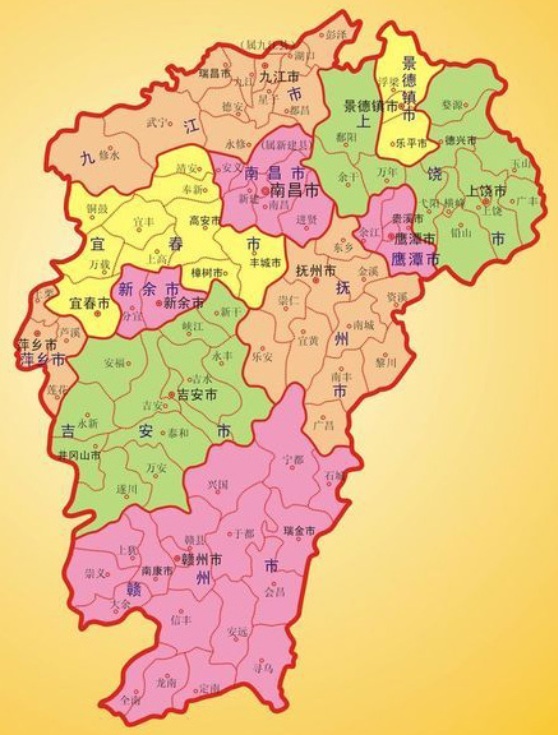 彭泽
(属九江县)
湖口
瑞昌市
九江市
九江
星子
德安
都昌
市
江
九
武宁
修水
永修
景德镇市
浮梁
景德镇市
乐平市
婺源
德兴市
上
饶
市
鄱阳
余干
万年
弋阳
横峰
上饶市
上饶
玉山
广丰
铅山
(属新建县)
安义
南昌市
南昌市
新建
南昌
进贤
靖安
奉新
铜鼓
宜丰
高安市
宜
春
市
万载
上高
樟树市
丰城市
宜春市
贵溪市
余江
鹰潭市
鹰潭市
新余市
新余市
分宜
东乡
抚州市
抚
州
市
金溪
资溪
崇仁
宜黄
南城
乐安
黎川
南丰
广昌
上栗
芦溪
萍乡市
萍乡市
莲花
新干
峡江
安福
永丰
吉水
吉安市
吉安
吉
安
市
永新
泰和
井冈山市
万安
遂川
宁都
石城
兴国
于都
瑞金市
赣县
赣州市
赣
州
市
上犹
崇义
南康市
大余
会昌
信丰
安远
寻乌
龙南
全南
定南